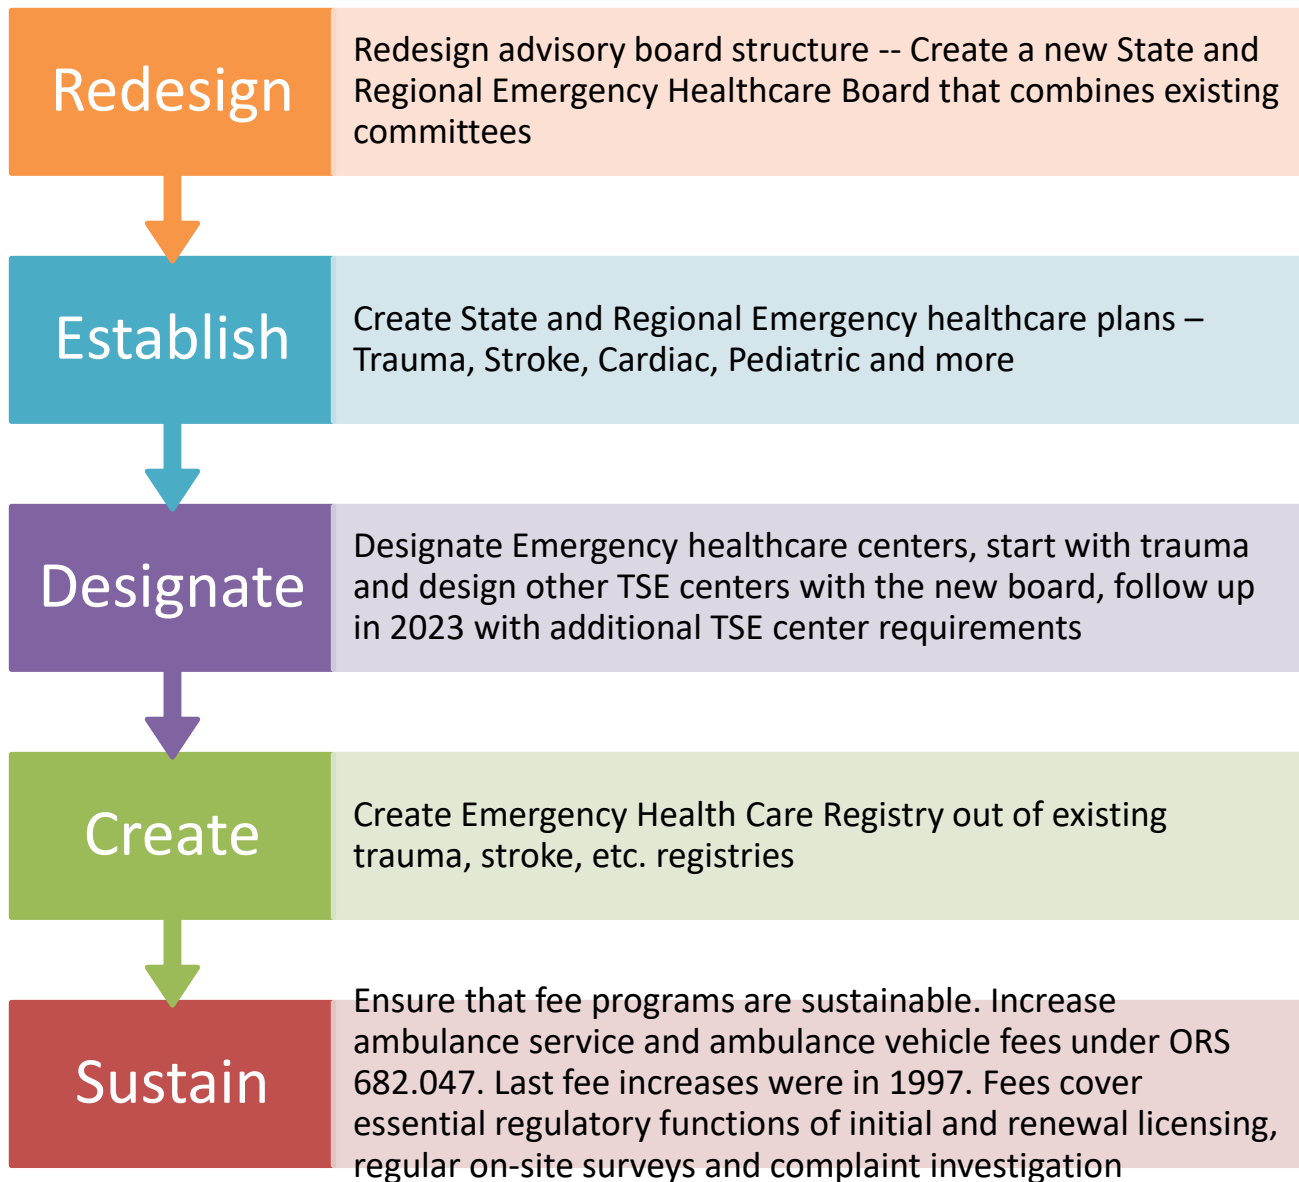 Redesign
Redesign advisory board structure -- Create a new State and
Regional Emergency Healthcare Board that combines existing
committees
Establish
Create State and Regional Emergency healthcare plans –
Trauma, Stroke, Cardiac, Pediatric and more
Designate
Designate Emergency healthcare centers, start with trauma
and design other TSE centers with the new board, follow up
in 2023 with additional TSE center requirements
Create
Create Emergency Health Care Registry out of existing
trauma, stroke, etc. registries
Sustain
Ensure that fee programs are sustainable. Increase
ambulance service and ambulance vehicle fees under ORS
682.047. Last fee increases were in 1997. Fees cover
essential regulatory functions of initial and renewal licensing,
regular on-site surveys and complaint investigation